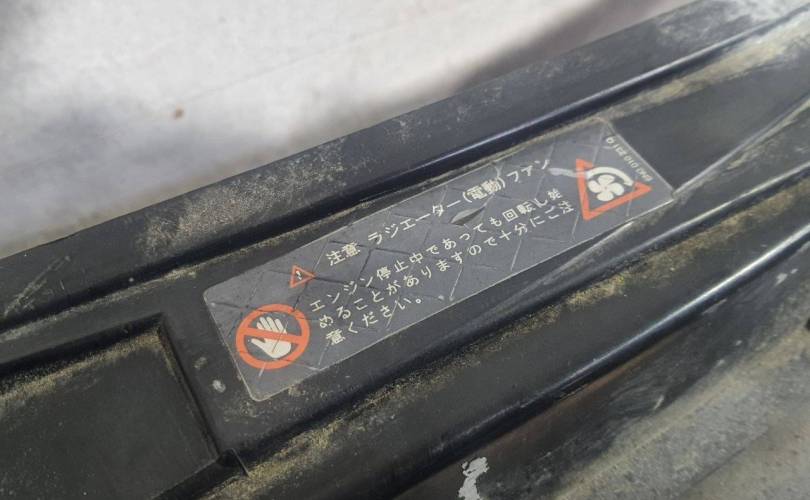 注意 ラジエーター(電動)ファン
エンジン停止中であっても回転し始
めることがありますので十分にご注
意ください。